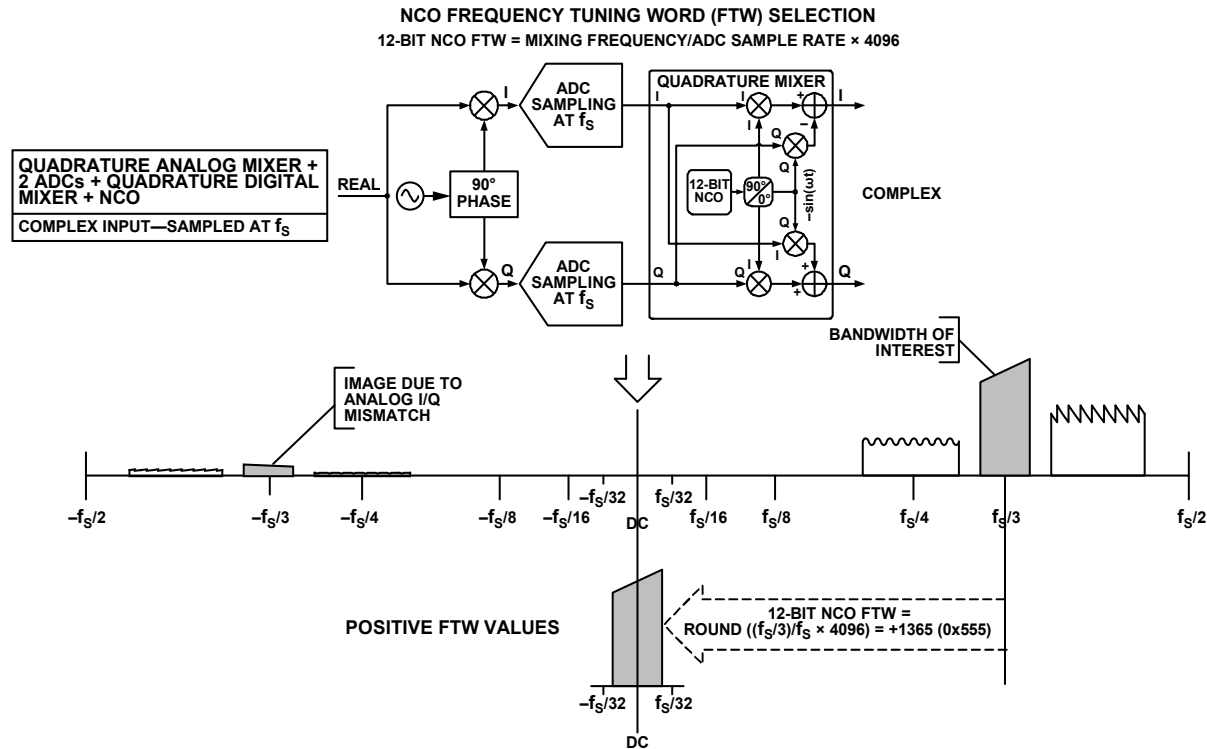 NCO FREQUENCY TUNING WORD (FTW) SELECTION
12-BIT NCO FTW = MIXING FREQUENCY/ADC SAMPLE RATE × 4096
QUADRATURE ANALOG MIXER +
2 ADCs + QUADRATURE DIGITAL
MIXER + NCO
COMPLEX INPUT—SAMPLED AT fS
REAL
90°
PHASE
I
ADC
SAMPLING
AT fS
I
Q
ADC
SAMPLING
AT fS
Q
QUADRATURE MIXER
I
I
+
+
–
I
Q
Q
12-BIT
NCO
90°
0°
–sin(ωt)
Q
I
I
Q
+
+
Q
COMPLEX
BANDWIDTH OF
INTEREST
IMAGE DUE TO
ANALOG I/Q
MISMATCH
–fS/2
–fS/3
–fS/4
–fS/8
–fS/16
–fS/32
DC
fS/32
fS/16
fS/8
fS/4
fS/3
fS/2
POSITIVE FTW VALUES
12-BIT NCO FTW =
ROUND ((fS/3)/fS × 4096) = +1365 (0x555)
–fS/32
fS/32
DC